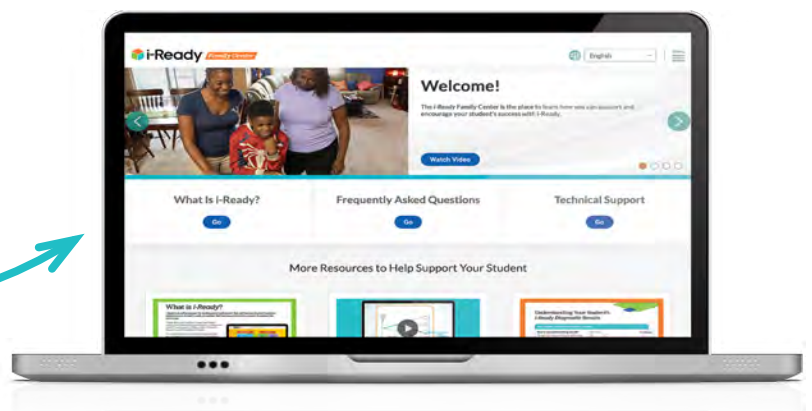 i-Ready Family Center
English
Welcome!
The i-Ready Family Center is the place to learn how you can support and
encourage your student's success with i-Ready.
Watch Video
What Is i-Ready?
Frequently Asked Questions
Technical Support
Go
Go
Go
More Resources to Help Support Your Student
What is i-Ready?
Understanding Your Student's
i-Ready Diagnostic Results